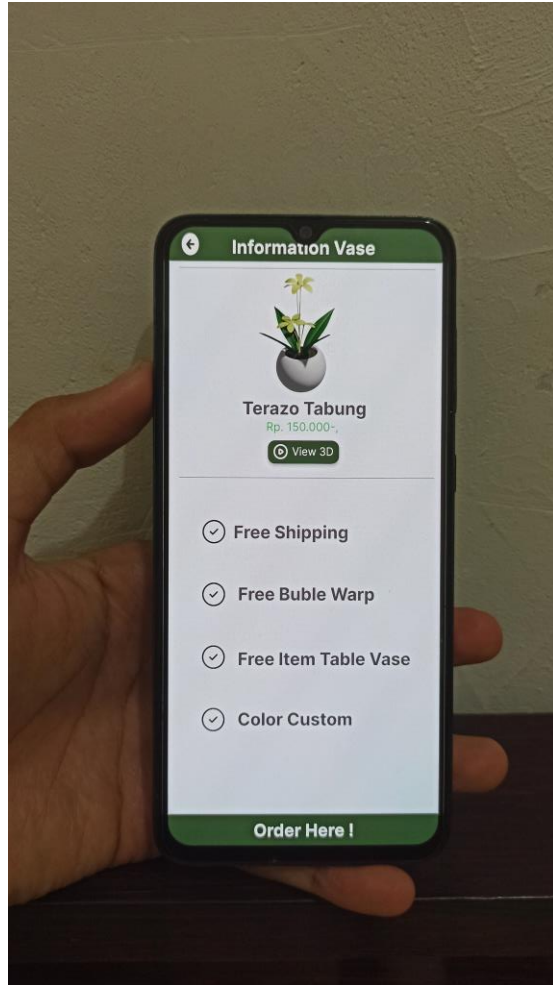 Information Vase
Terazo Tabung
Rp. 150.000-,
View 3D
Free Shipping
Free Buble Warp
Free Item Table Vase
Color Custom
Order Here !